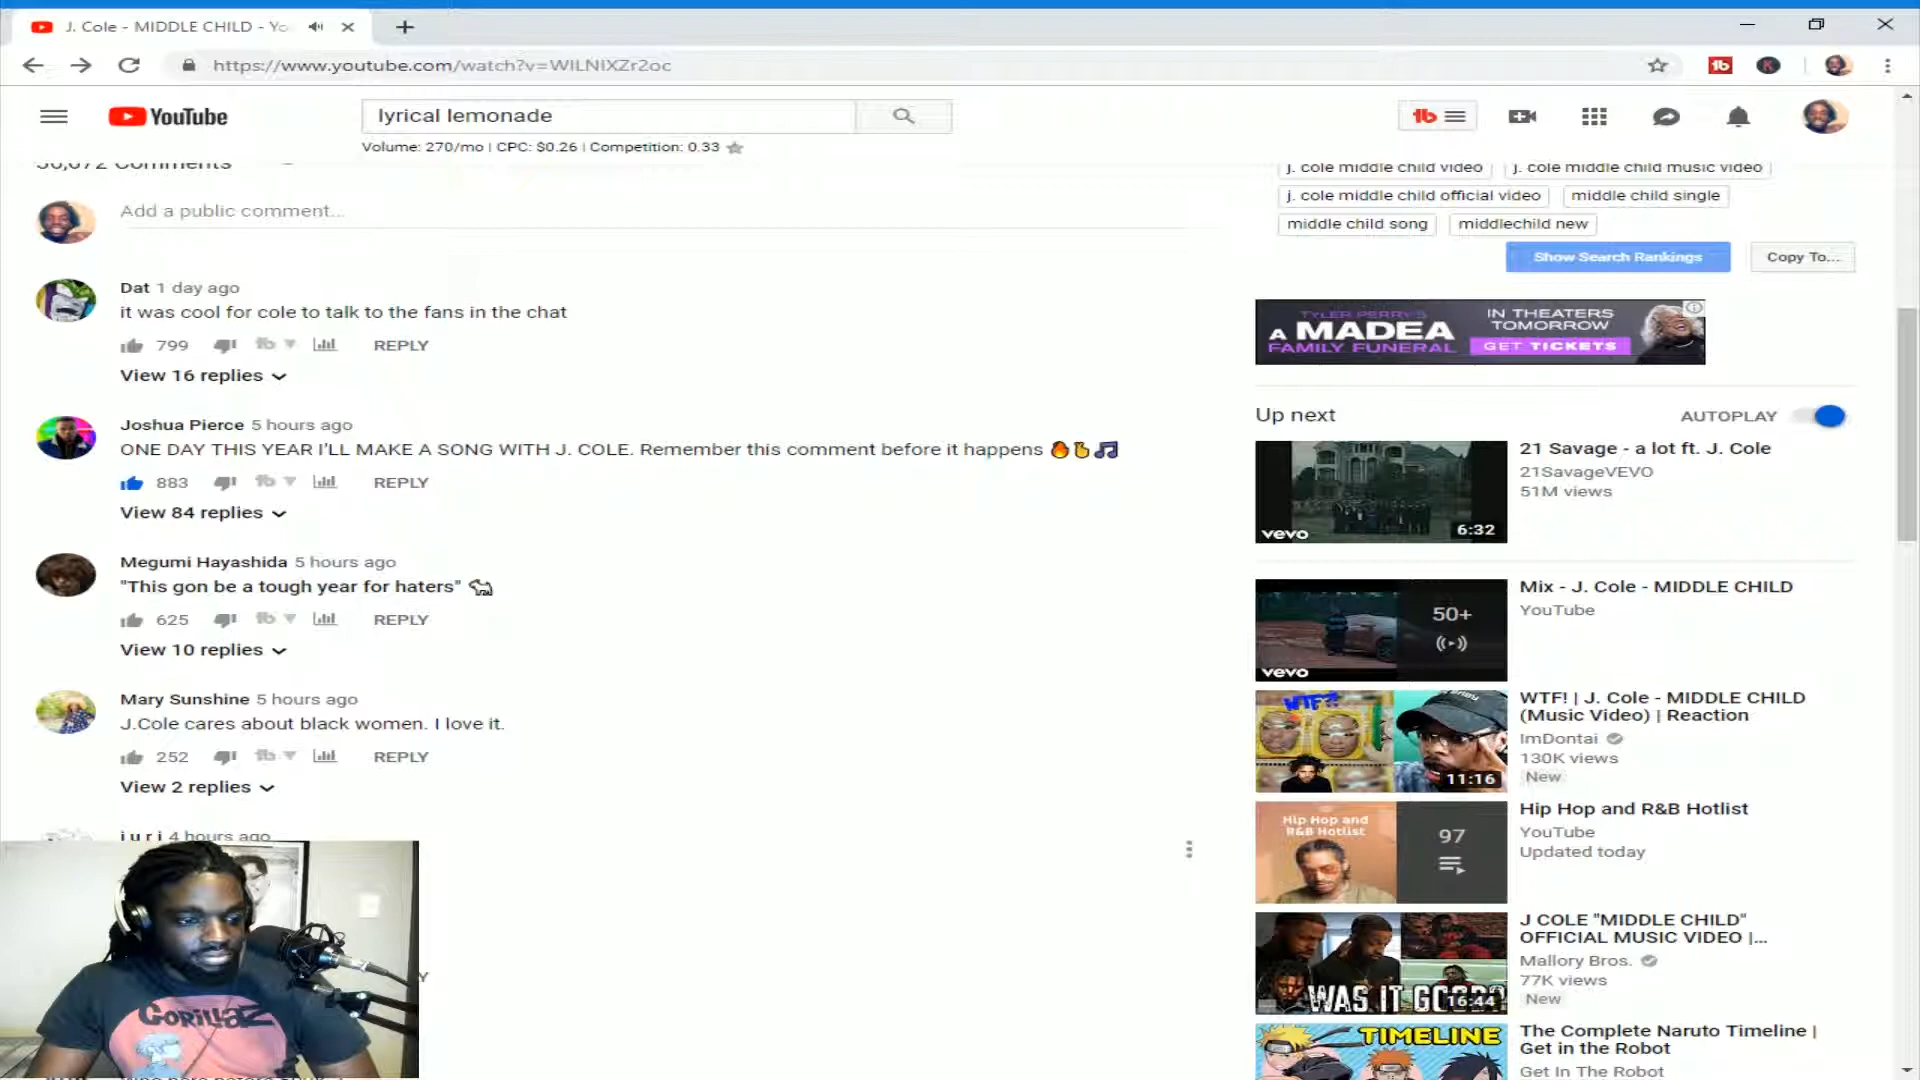 J. Cole - MIDDLE CHILD - Yo
https://www.youtube.com/watch?v=WILNIXZr2oc
YouTube
lyrical lemonade
Volume: 270/mo | CPC: $0.26 | Competition: 0.33
Comments
Add a public comment...
Dat 1 day ago
it was cool for cole to talk to the fans in the chat
799 REPLY
View 16 replies
Joshua Pierce 5 hours ago
ONE DAY THIS YEAR I'LL MAKE A SONG WITH J. COLE. Remember this comment before it happens
883 REPLY
View 84 replies
Megumi Hayashida 5 hours ago
"This gon be a tough year for haters"
625 REPLY
View 10 replies
Mary Sunshine 5 hours ago
J.Cole cares about black women. I love it.
252 REPLY
View 2 replies
i u r i 4 hours ago
GORILLAZ
j. cole middle child video
j. cole middle child music video
j. cole middle child official video
middle child single
middle child song
middlechild new
Show Search Rankings
Copy To...
TYLER PERRY'S
A MADEA
FAMILY FUNERAL
IN THEATERS
TOMORROW
GET TICKETS
Up next
AUTOPLAY
vevo
6:32
21 Savage - a lot ft. J. Cole
21SavageVEVO
51M views
vevo
50+
Mix - J. Cole - MIDDLE CHILD
YouTube
WTF!
11:16
WTF! | J. Cole - MIDDLE CHILD
(Music Video) | Reaction
ImDontai
130K views
New
Hip Hop and
R&B Hotlist
97
Hip Hop and R&B Hotlist
YouTube
Updated today
WAS IT GOOD?
16:44
J COLE "MIDDLE CHILD"
OFFICIAL MUSIC VIDEO |...
Mallory Bros.
77K views
New
TIMELINE
The Complete Naruto Timeline |
Get in the Robot
Get In The Robot